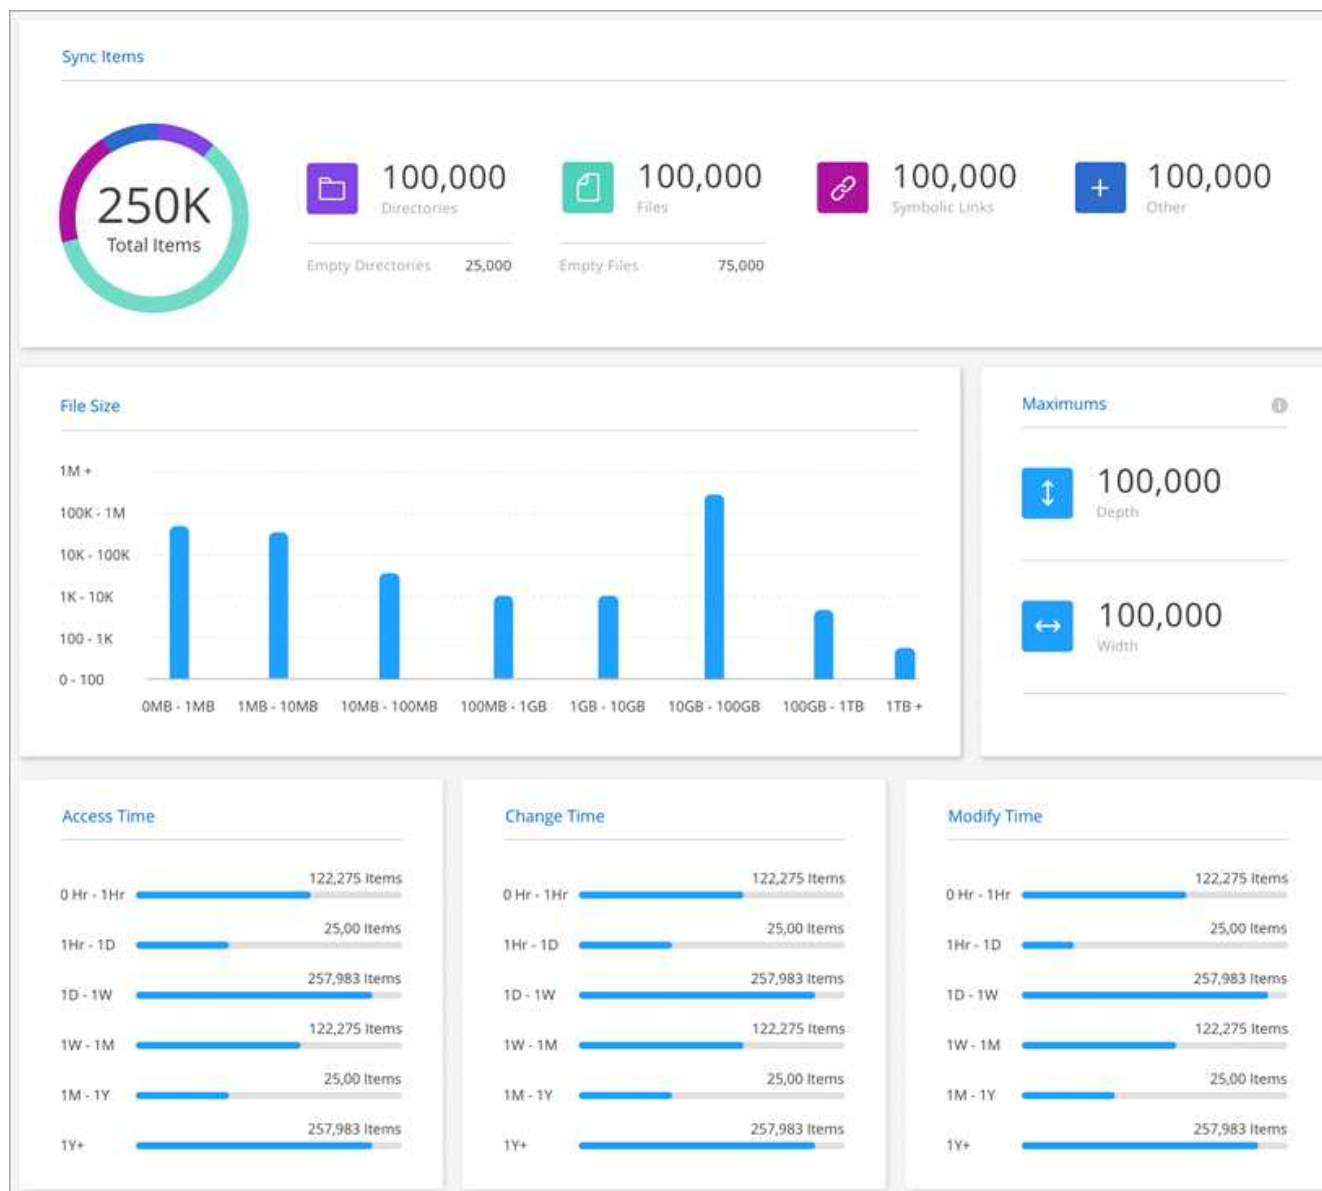 Sync Items
250K
Total Items
100,000
Directories
100,000
Files
100,000
Symbolic Links
100,000
Other
Empty Directories 25,000
Empty Files 75,000
File Size
1M +
100K - 1M
10K - 100K
1K - 10K
100 - 1K
0 - 100
0MB - 1MB 1MB - 10MB 10MB - 100MB 100MB - 1GB 1GB - 10GB 10GB - 100GB 100GB - 1TB 1TB +
Maximums
100,000
Depth
100,000
Width
Access Time
122,275 Items
0 Hr - 1Hr
25,00 Items
1Hr - 1D
257,983 Items
1D - 1W
122,275 Items
1W - 1M
25,00 Items
1M - 1Y
257,983 Items
1Y+
Change Time
122,275 Items
0 Hr - 1Hr
25,00 Items
1Hr - 1D
257,983 Items
1D - 1W
122,275 Items
1W - 1M
25,00 Items
1M - 1Y
257,983 Items
1Y+
Modify Time
122,275 Items
0 Hr - 1Hr
25,00 Items
1Hr - 1D
257,983 Items
1D - 1W
122,275 Items
1W - 1M
25,00 Items
1M - 1Y
257,983 Items
1Y+